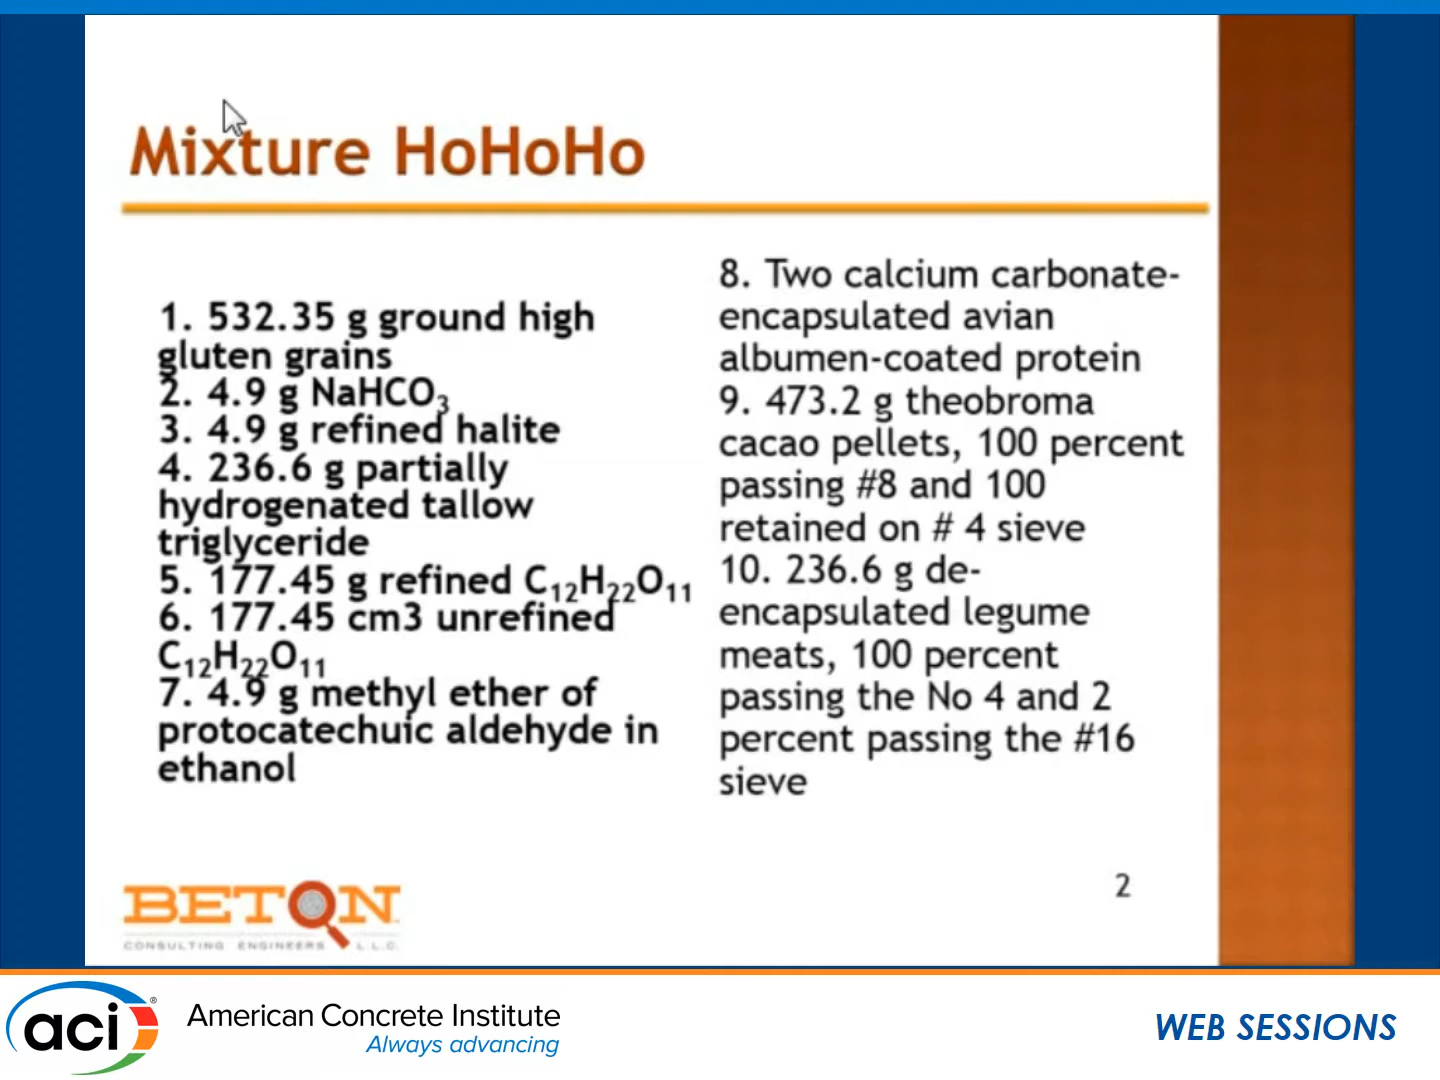 Mixture HoHoHo
1. 532.35 g ground high
gluten grains
2. 4.9 g NaHCO₃
3. 4.9 g refined halite
4. 236.6 g partially
hydrogenated tallow
triglyceride
5. 177.45 g refined C₁₂H₂₂O₁₁
6. 177.45 cm3 unrefined
C₁₂H₂₂O₁₁
7. 4.9 g methyl ether of
protocatechuic aldehyde in
ethanol
8. Two calcium carbonate-
encapsulated avian
albumen-coated protein
9. 473.2 g theobroma
cacao pellets, 100 percent
passing #8 and 100
retained on # 4 sieve
10. 236.6 g de-
encapsulated legume
meats, 100 percent
passing the No 4 and 2
percent passing the #16
sieve
BETON
CONSULTING ENGINEERS L.L.C.
2
aci®
American Concrete Institute
Always advancing
WEB SESSIONS